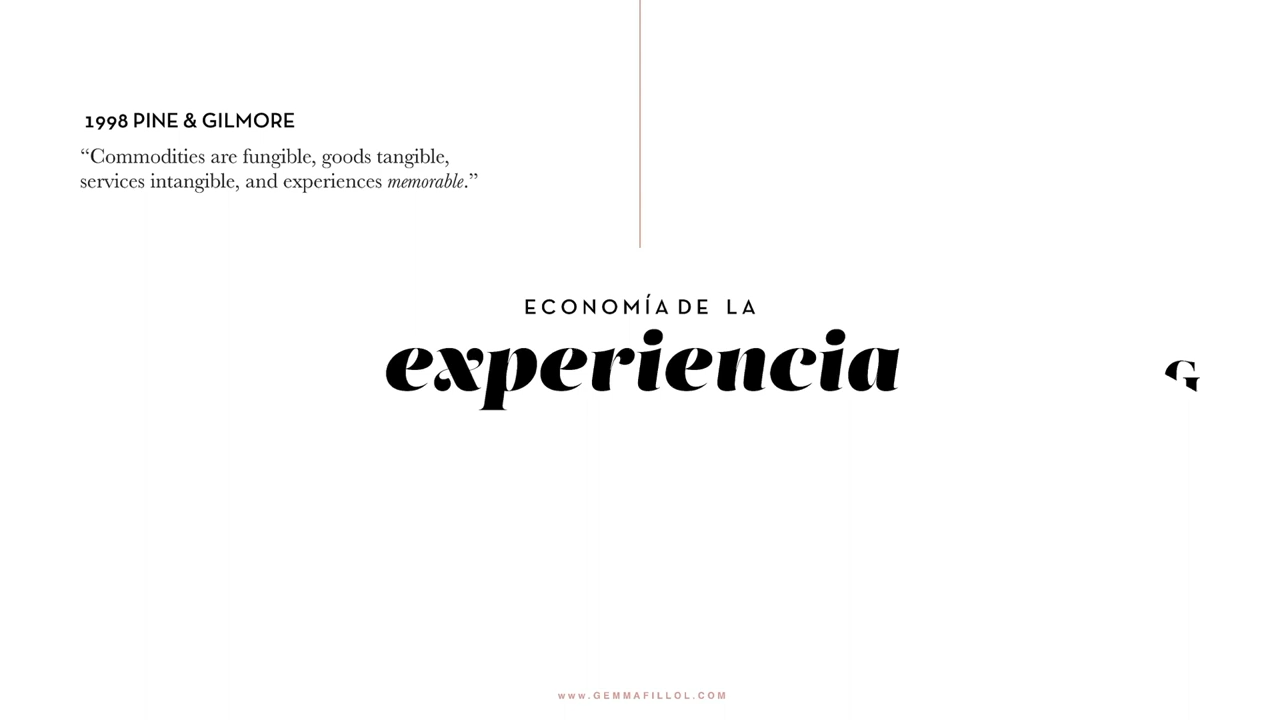 1998 PINE & GILMORE
“Commodities are fungible, goods tangible,
services intangible, and experiences memorable.”
ECONOMÍA DE LA
experiencia
G
www.GEMMAFILLOL.COM